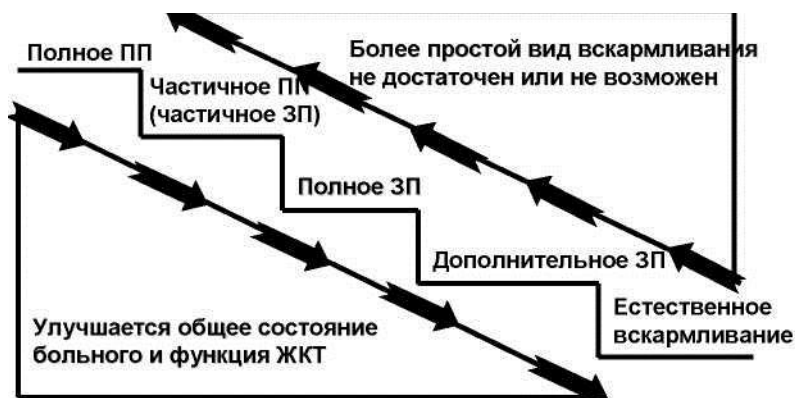 Полное ПП
Более простой вид вскармливания
не достаточен или не возможен
Частичное ПП
(частичное ЗП)
Полное ЗП
Дополнительное ЗП
Естественное
вскармливание
Улучшается общее состояние
больного и функция ЖКТ